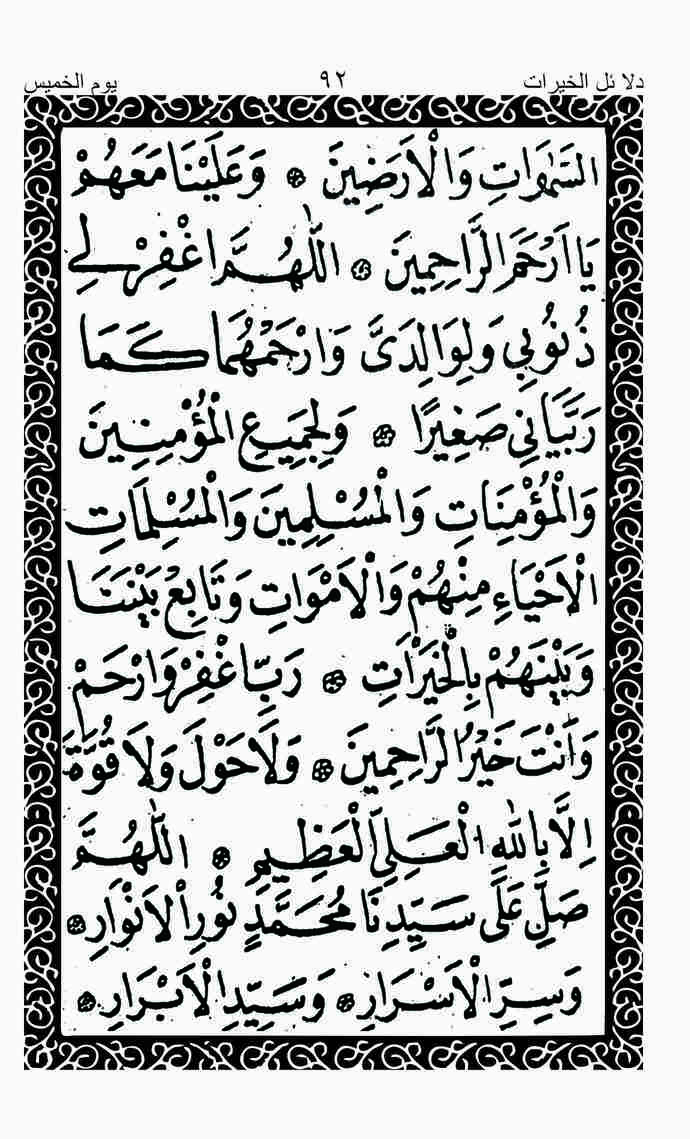 دلائل الخيرات ٩٢ يوم الخميس
السَّمٰوَاتِ وَالْاَرَضِينَ ۞ وَعَلَيْنَا مَعَهُمْ
يَا اَرْحَمَ الرَّاحِمِينَ ۞ اَللّٰهُمَّ اغْفِرْ لِي
ذُنُوبِي وَلِوَالِدَيَّ وَارْحَمْهُمَا كَمَا
رَبَّيَانِي صَغِيرًا ۞ وَلِجَمِيعِ الْمُؤْمِنِينَ
وَالْمُؤْمِنَاتِ وَالْمُسْلِمِينَ وَالْمُسْلِمَاتِ
الْاَحْيَاءِ مِنْهُمْ وَالْاَمْوَاتِ وَتَابِعْ بَيْنَنَا
وَبَيْنَهُمْ بِالْخَيْرَاتِ ۞ رَبِّ اغْفِرْ وَارْحَمْ
وَاَنْتَ خَيْرُ الرَّاحِمِينَ ۞ وَلَا حَوْلَ وَلَا قُوَّةَ
اِلَّا بِاللّٰهِ الْعَلِيِّ الْعَظِيمِ ۞ اَللّٰهُمَّ
صَلِّ عَلَى سَيِّدِنَا مُحَمَّدٍ نُورِ الْاَنْوَارِ ۞
وَسِرِّ الْاَسْرَارِ ۞ وَسَيِّدِ الْاَبْرَارِ ۞